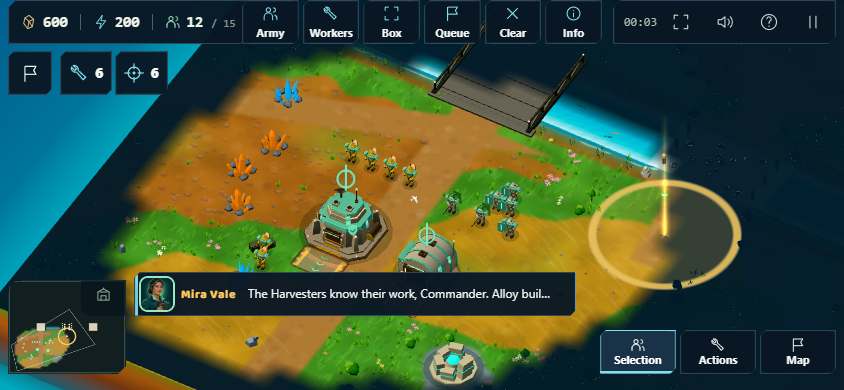 600
200
12 / 15
Army
Workers
Box
Queue
Clear
Info
00:03
6
6
Mira Vale
The Harvesters know their work, Commander. Alloy buil...
Selection
Actions
Map